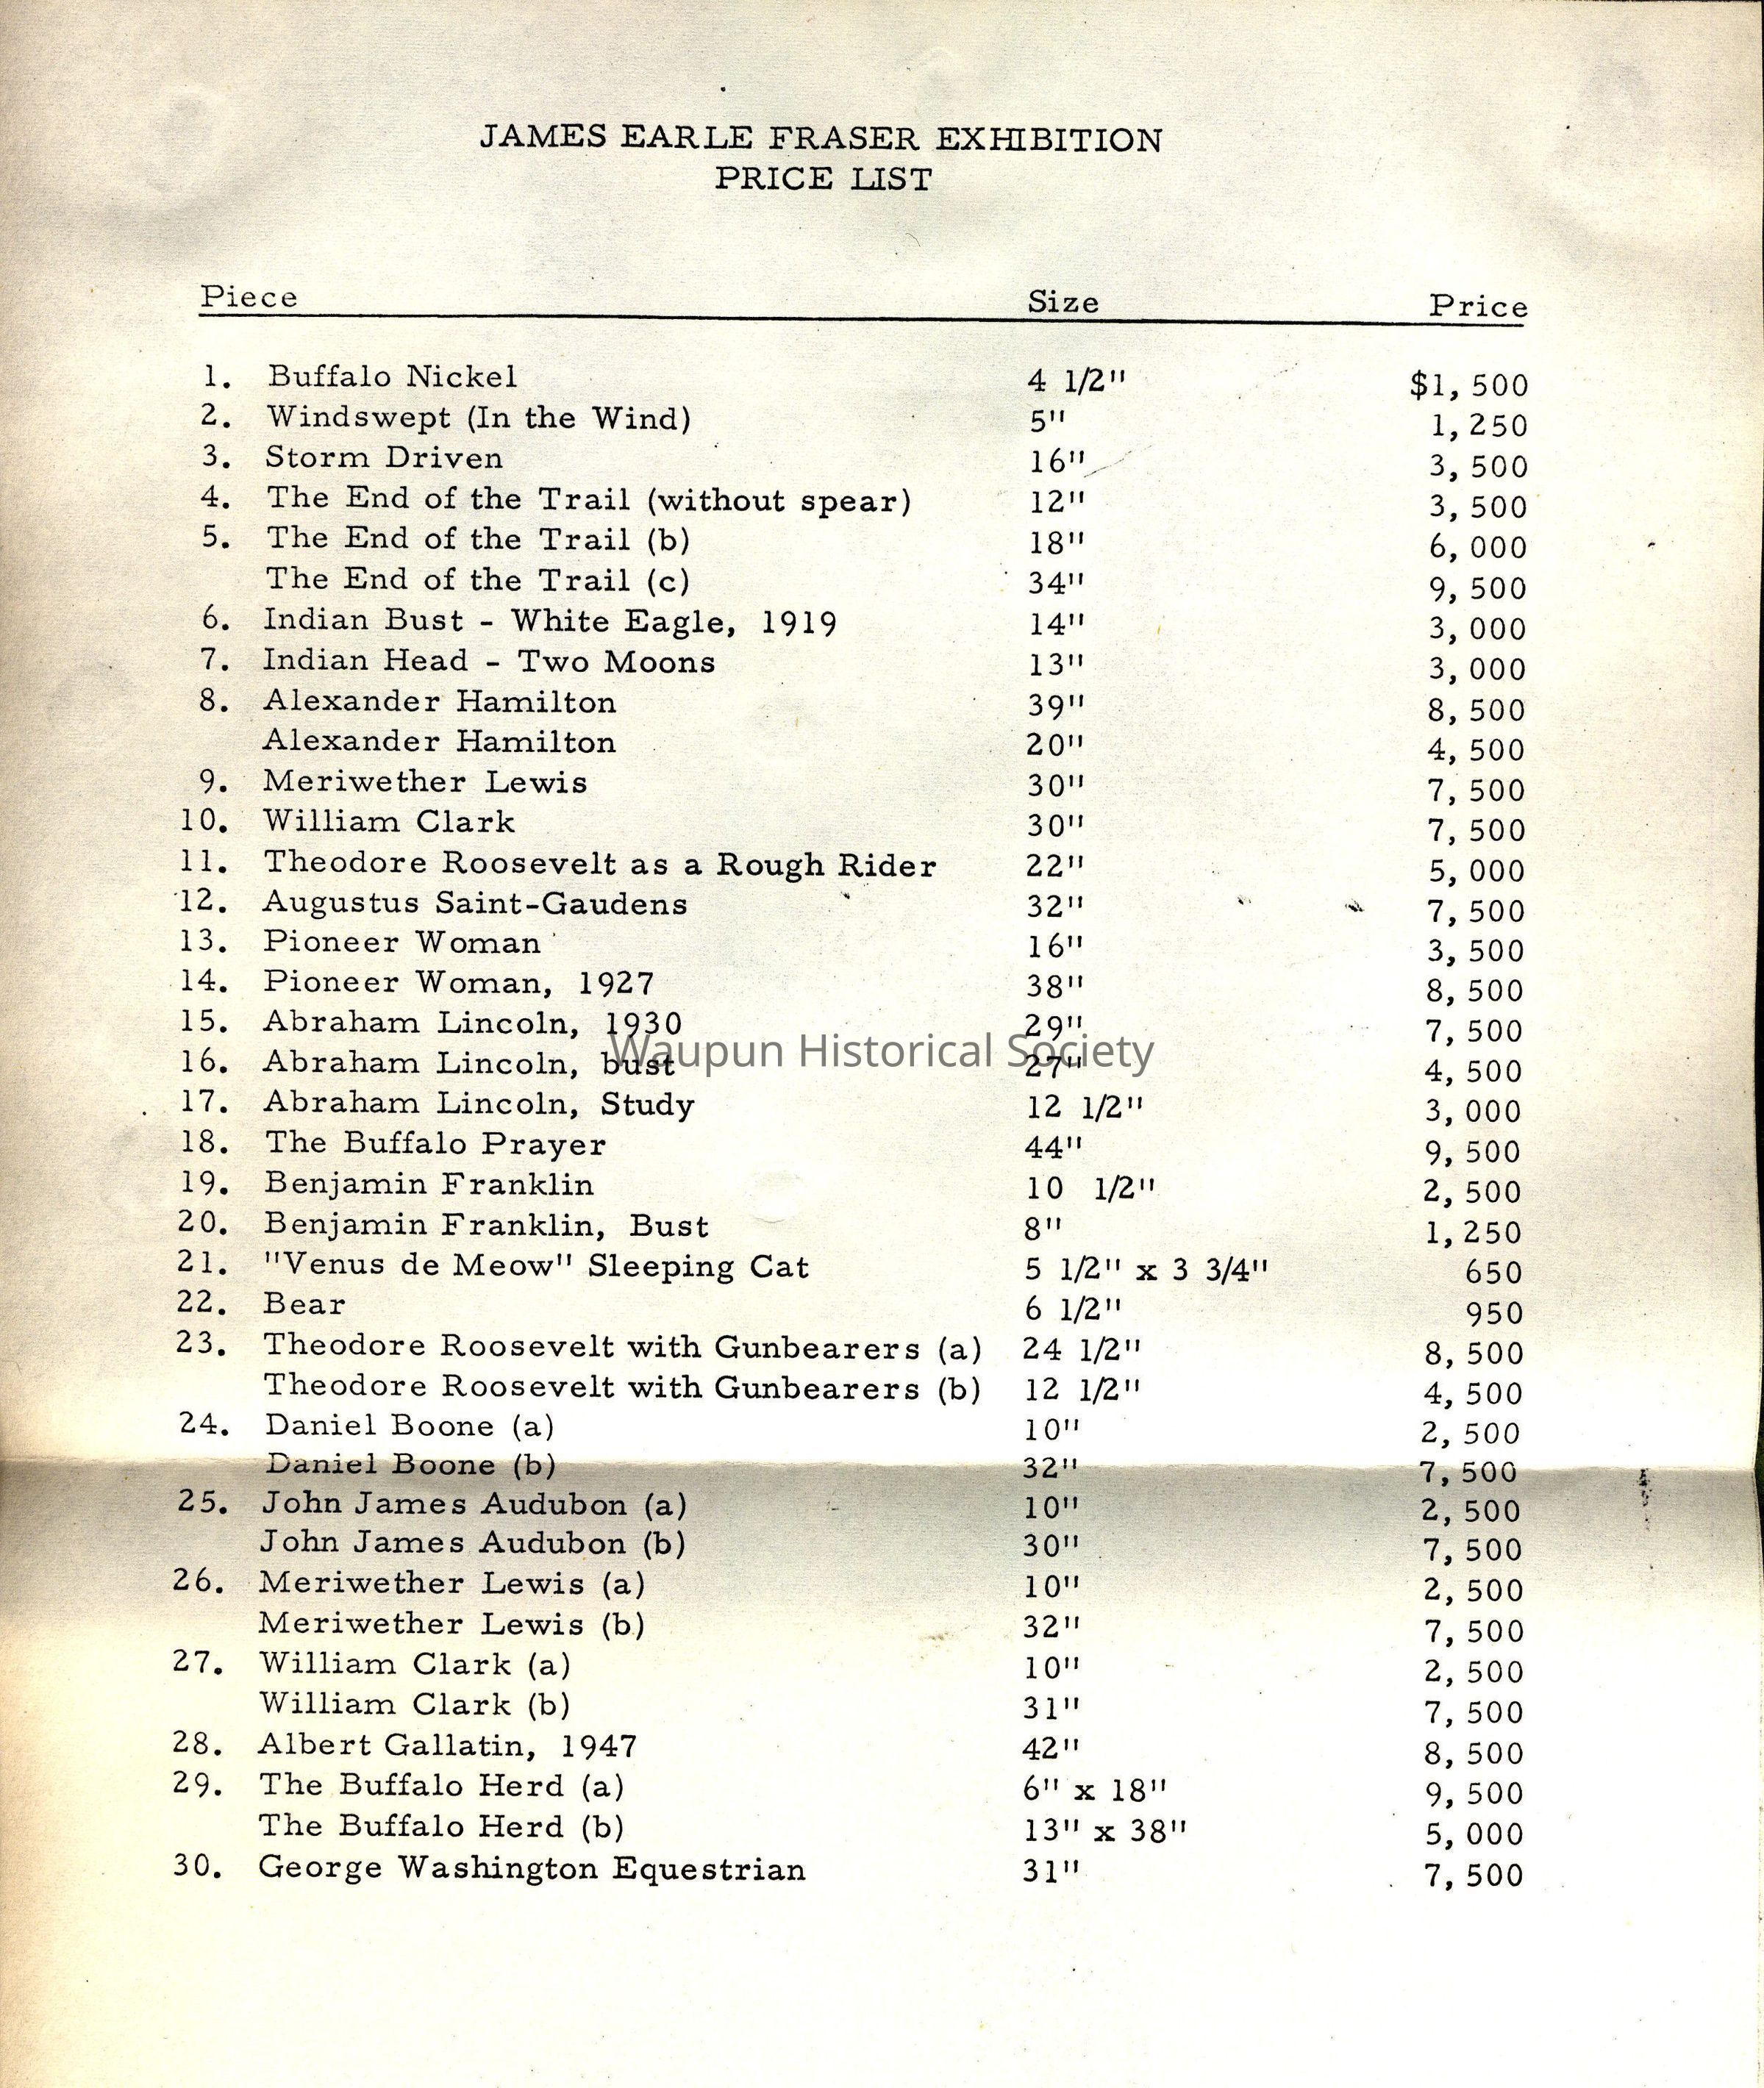 JAMES EARLE FRASER EXHIBITION
PRICE LIST
Piece Size Price
1. Buffalo Nickel 4 1/2" $1,500
2. Windswept (In the Wind) 5" 1,250
3. Storm Driven 16" 3,500
4. The End of the Trail (without spear) 12" 3,500
5. The End of the Trail (b) 18" 6,000
The End of the Trail (c) 34" 9,500
6. Indian Bust - White Eagle, 1919 14" 3,000
7. Indian Head - Two Moons 13" 3,000
8. Alexander Hamilton 39" 8,500
Alexander Hamilton 20" 4,500
9. Meriwether Lewis 30" 7,500
10. William Clark 30" 7,500
11. Theodore Roosevelt as a Rough Rider 22" 5,000
12. Augustus Saint-Gaudens 32" 7,500
13. Pioneer Woman 16" 3,500
14. Pioneer Woman, 1927 38" 8,500
15. Abraham Lincoln, 1930 29" 7,500
Waupun Historical Society
16. Abraham Lincoln, bust 27" 4,500
17. Abraham Lincoln, Study 12 1/2" 3,000
18. The Buffalo Prayer 44" 9,500
19. Benjamin Franklin 10 1/2" 2,500
20. Benjamin Franklin, Bust 8" 1,250
21. "Venus de Meow" Sleeping Cat 5 1/2" x 3 3/4" 650
22. Bear 6 1/2" 950
23. Theodore Roosevelt with Gunbearers (a) 24 1/2" 8,500
Theodore Roosevelt with Gunbearers (b) 12 1/2" 4,500
24. Daniel Boone (a) 10" 2,500
Daniel Boone (b) 32" 7,500
25. John James Audubon (a) 10" 2,500
John James Audubon (b) 30" 7,500
26. Meriwether Lewis (a) 10" 2,500
Meriwether Lewis (b) 32" 7,500
27. William Clark (a) 10" 2,500
William Clark (b) 31" 7,500
28. Albert Gallatin, 1947 42" 8,500
29. The Buffalo Herd (a) 6" x 18" 9,500
The Buffalo Herd (b) 13" x 38" 5,000
30. George Washington Equestrian 31" 7,500